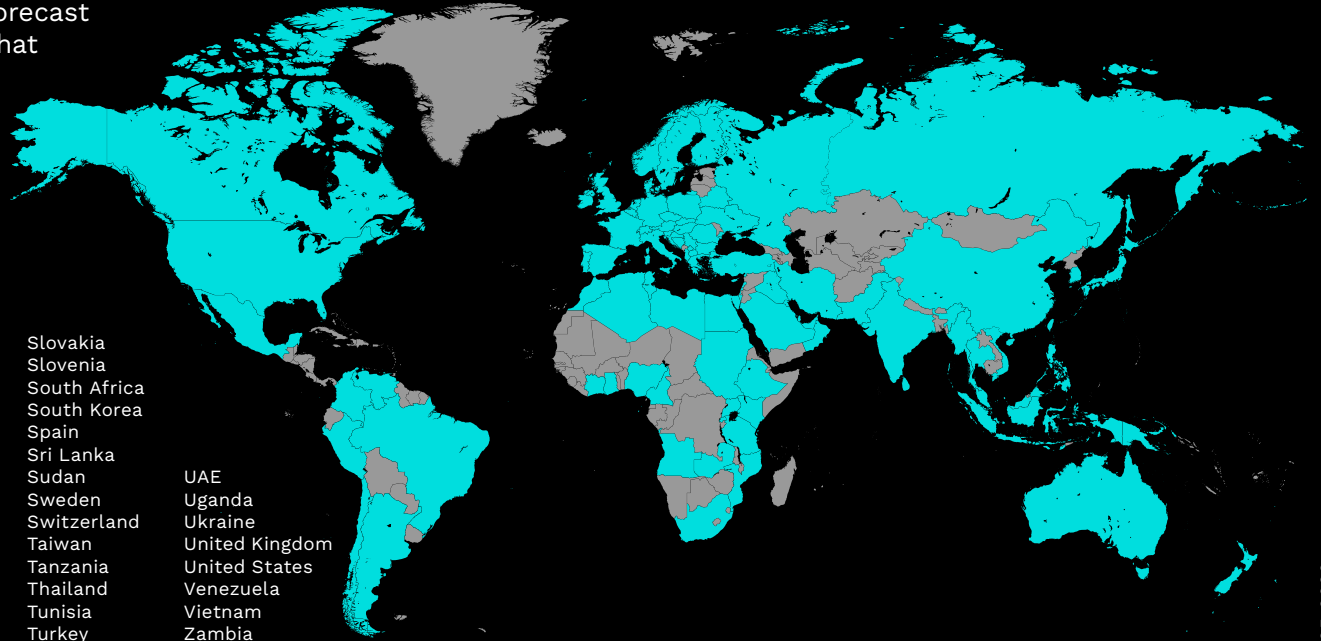 orecast
hat
Slovakia
Slovenia
South Africa
South Korea
Spain
Sri Lanka
Sudan
Sweden
Switzerland
Taiwan
Tanzania
Thailand
Tunisia
Turkey
UAE
Uganda
Ukraine
United Kingdom
United States
Venezuela
Vietnam
Zambia